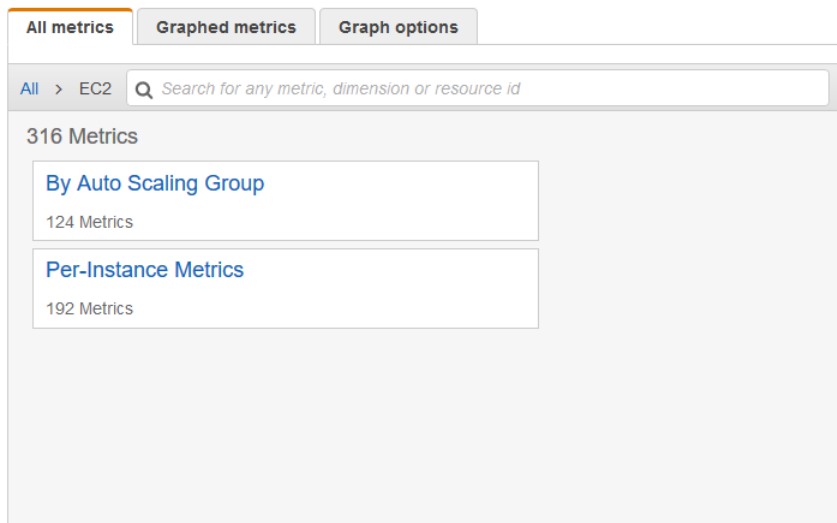 All metrics Graphed metrics Graph options
All > EC2 Search for any metric, dimension or resource id
316 Metrics
By Auto Scaling Group
124 Metrics
Per-Instance Metrics
192 Metrics